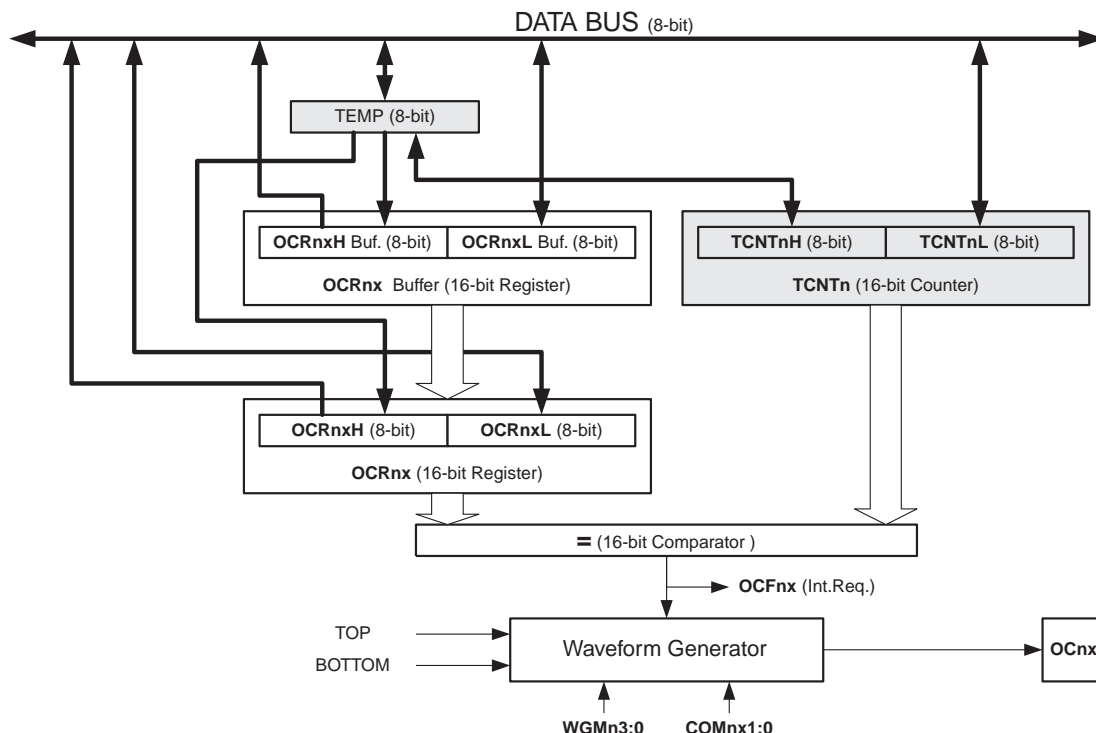 DATA BUS (8-bit)
TEMP (8-bit)
OCRnxH Buf. (8-bit) OCRnxL Buf. (8-bit)
OCRnx Buffer (16-bit Register)
TCNTnH (8-bit) TCNTnL (8-bit)
TCNTn (16-bit Counter)
OCRnxH (8-bit) OCRnxL (8-bit)
OCRnx (16-bit Register)
= (16-bit Comparator )
OCFnx (Int.Req.)
TOP
BOTTOM
Waveform Generator
OCnx
WGMn3:0 COMnx1:0